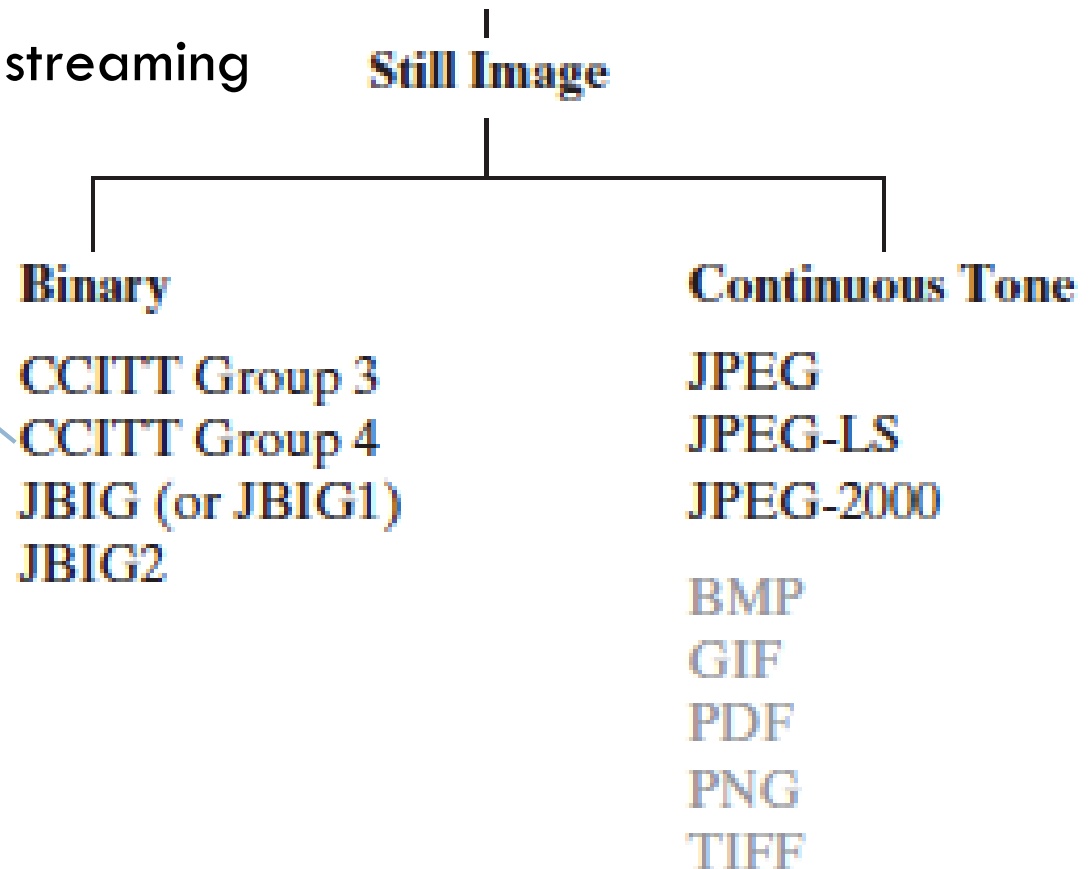 streaming
Still Image
Binary
CCITT Group 3
CCITT Group 4
JBIG (or JBIG1)
JBIG2
Continuous Tone
JPEG
JPEG-LS
JPEG-2000
BMP
GIF
PDF
PNG
TIFF